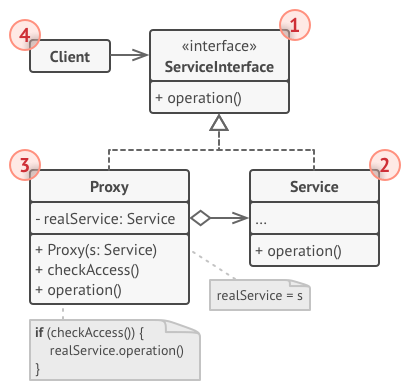 4
Client
1
«interface»
ServiceInterface
+ operation()
3
Proxy
- realService: Service
+ Proxy(s: Service)
+ checkAccess()
+ operation()
2
Service
...
+ operation()
realService = s
if (checkAccess()) {
realService.operation()
}